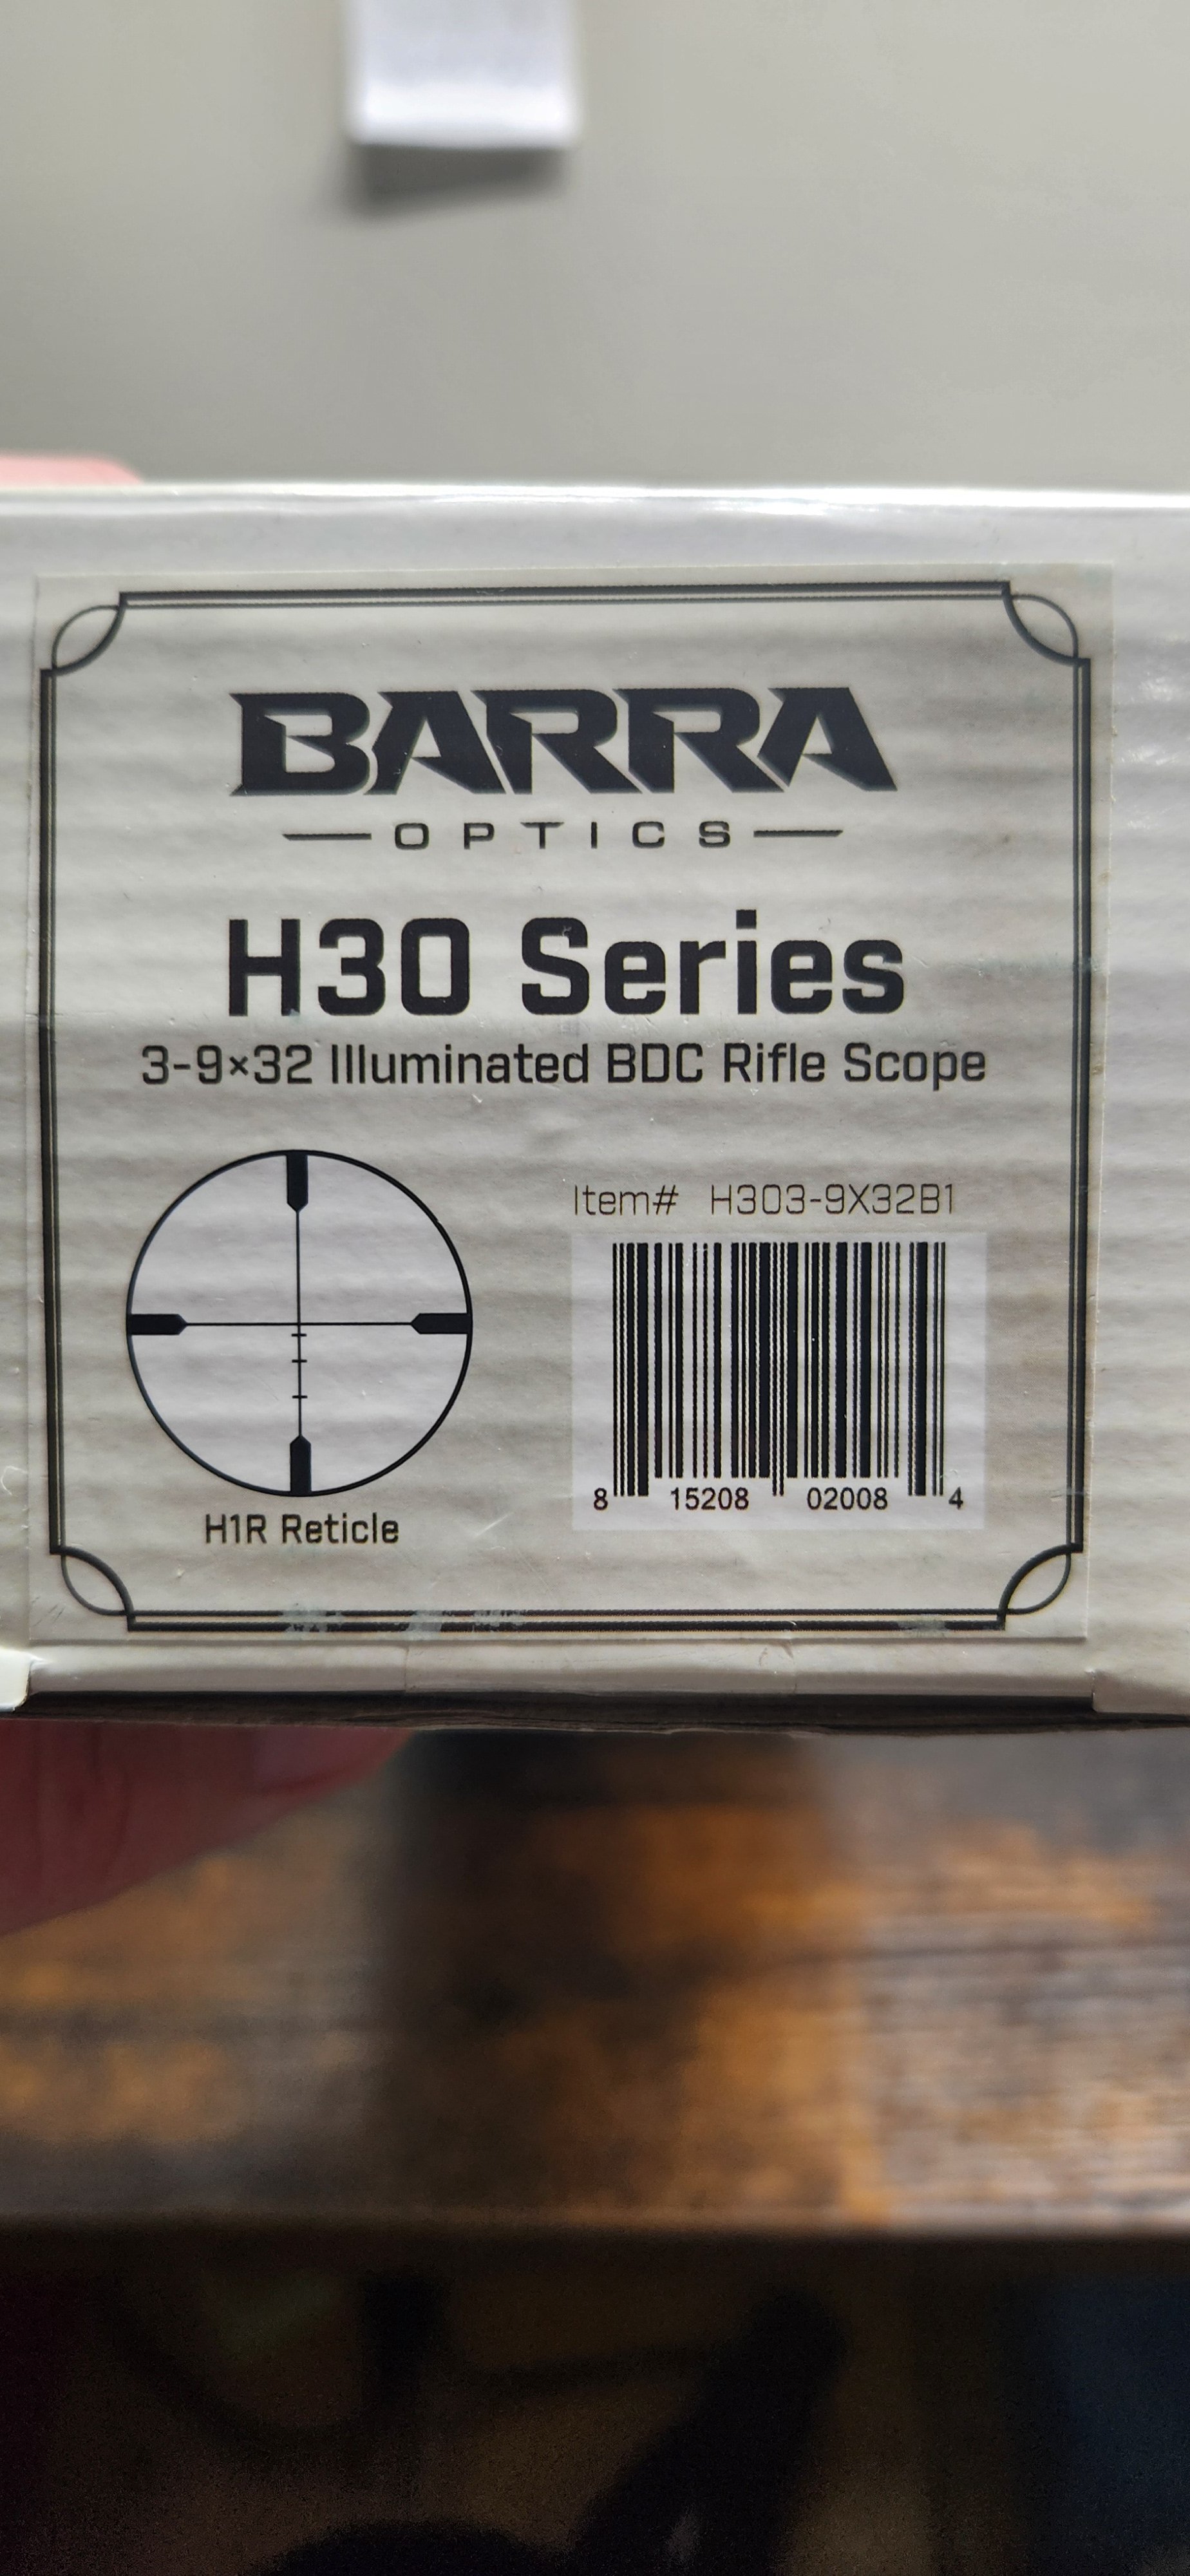 BARRA
OPTICS
H30 Series
3-9×32 Illuminated BDC Rifle Scope
Item# H303-9X32B1
8 15208 02008 4
H1R Reticle